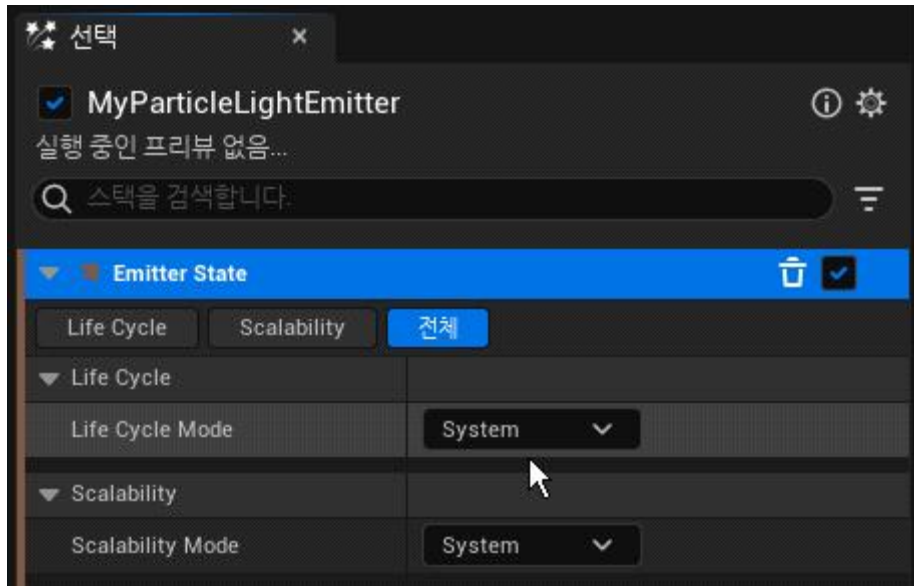 선택
MyParticleLightEmitter
실행 중인 프리뷰 없음...
스택을 검색합니다.
Emitter State
Life Cycle Scalability 전체
Life Cycle
Life Cycle Mode System
Scalability
Scalability Mode System